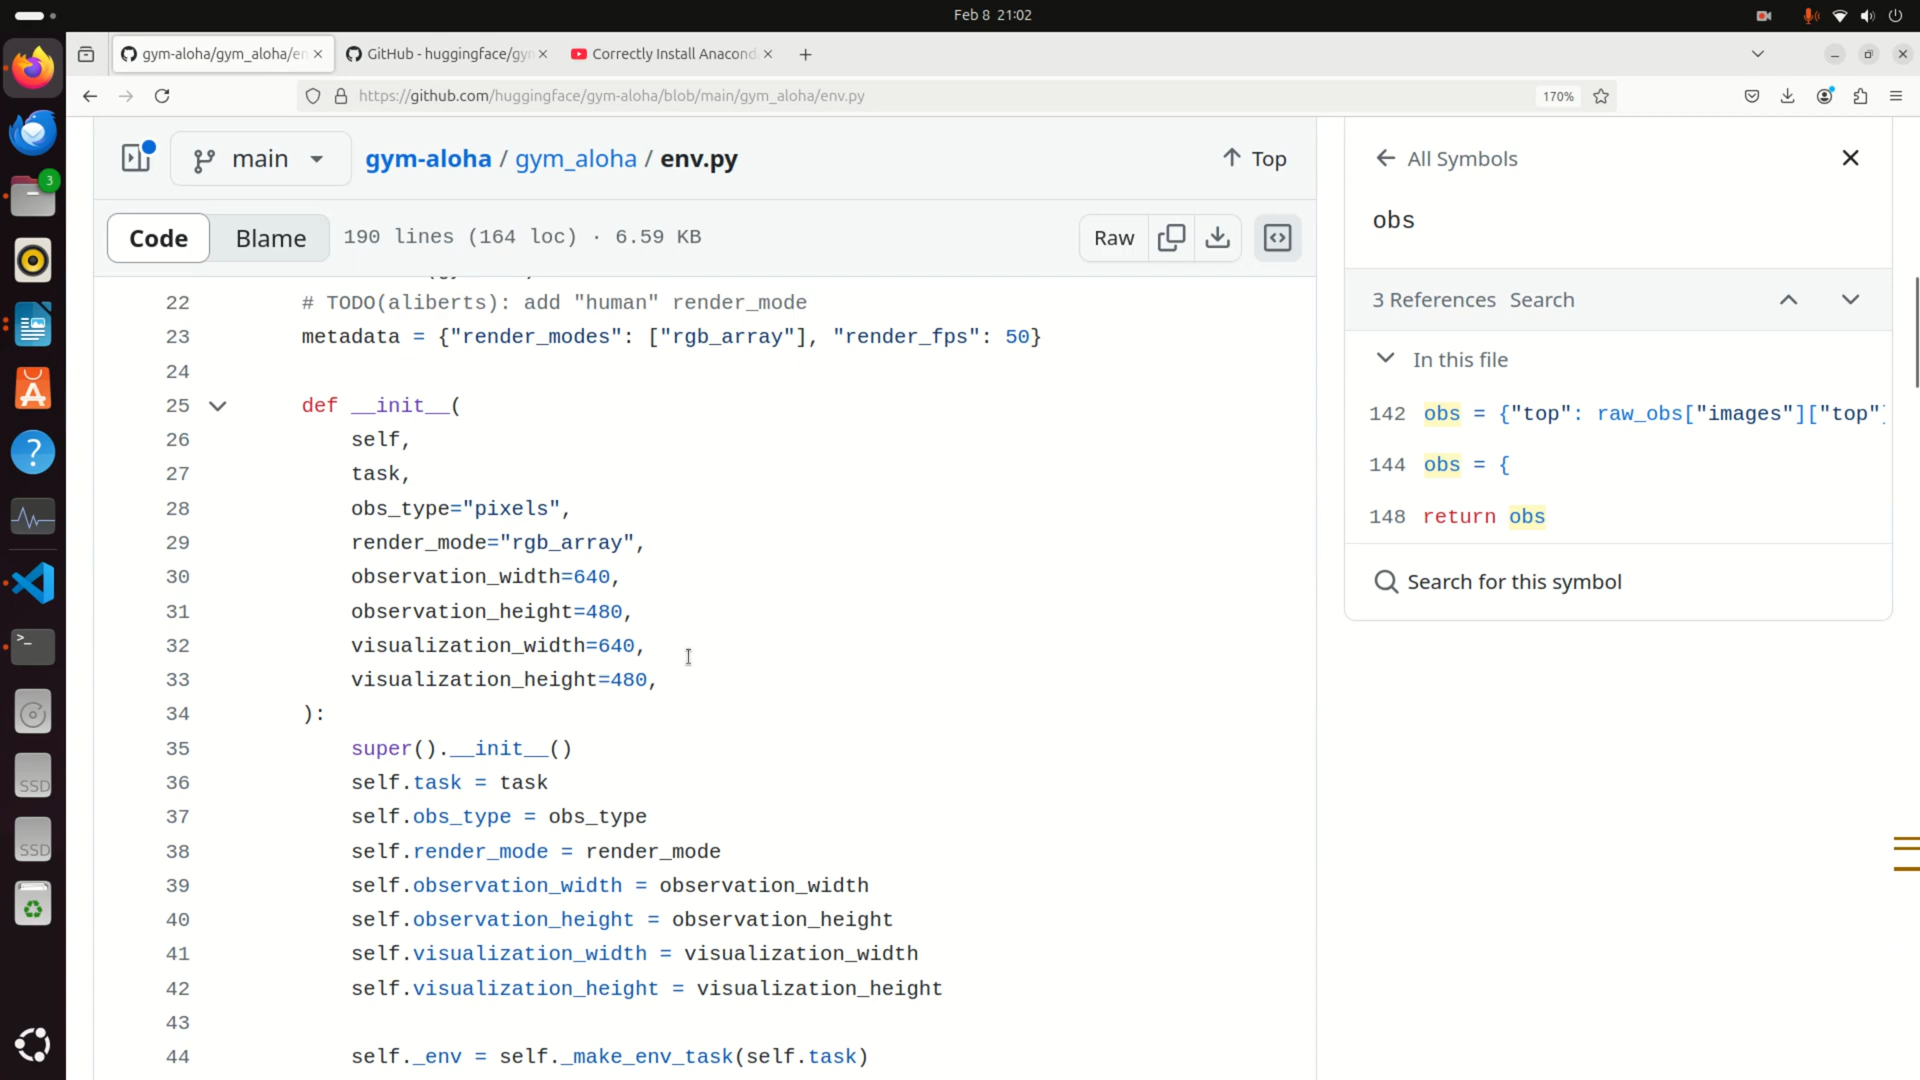 Feb 8 21:02
gym-aloha/gym_aloha/en
GitHub - huggingface/gyn
Correctly Install Anacond
https://github.com/huggingface/gym-aloha/blob/main/gym_aloha/env.py
170%
main
gym-aloha / gym_aloha / env.py
Top
Code
Blame
190 lines (164 loc) · 6.59 KB
Raw
22 # TODO(aliberts): add "human" render_mode
23 metadata = {"render_modes": ["rgb_array"], "render_fps": 50}
24
25 def __init__(
26 self,
27 task,
28 obs_type="pixels",
29 render_mode="rgb_array",
30 observation_width=640,
31 observation_height=480,
32 visualization_width=640,
33 visualization_height=480,
34 ):
35 super().__init__()
36 self.task = task
37 self.obs_type = obs_type
38 self.render_mode = render_mode
39 self.observation_width = observation_width
40 self.observation_height = observation_height
41 self.visualization_width = visualization_width
42 self.visualization_height = visualization_height
43
44 self._env = self._make_env_task(self.task)
All Symbols
obs
3 References Search
In this file
142 obs = {"top": raw_obs["images"]["top"]
144 obs = {
148 return obs
Search for this symbol
3
SSD
SSD